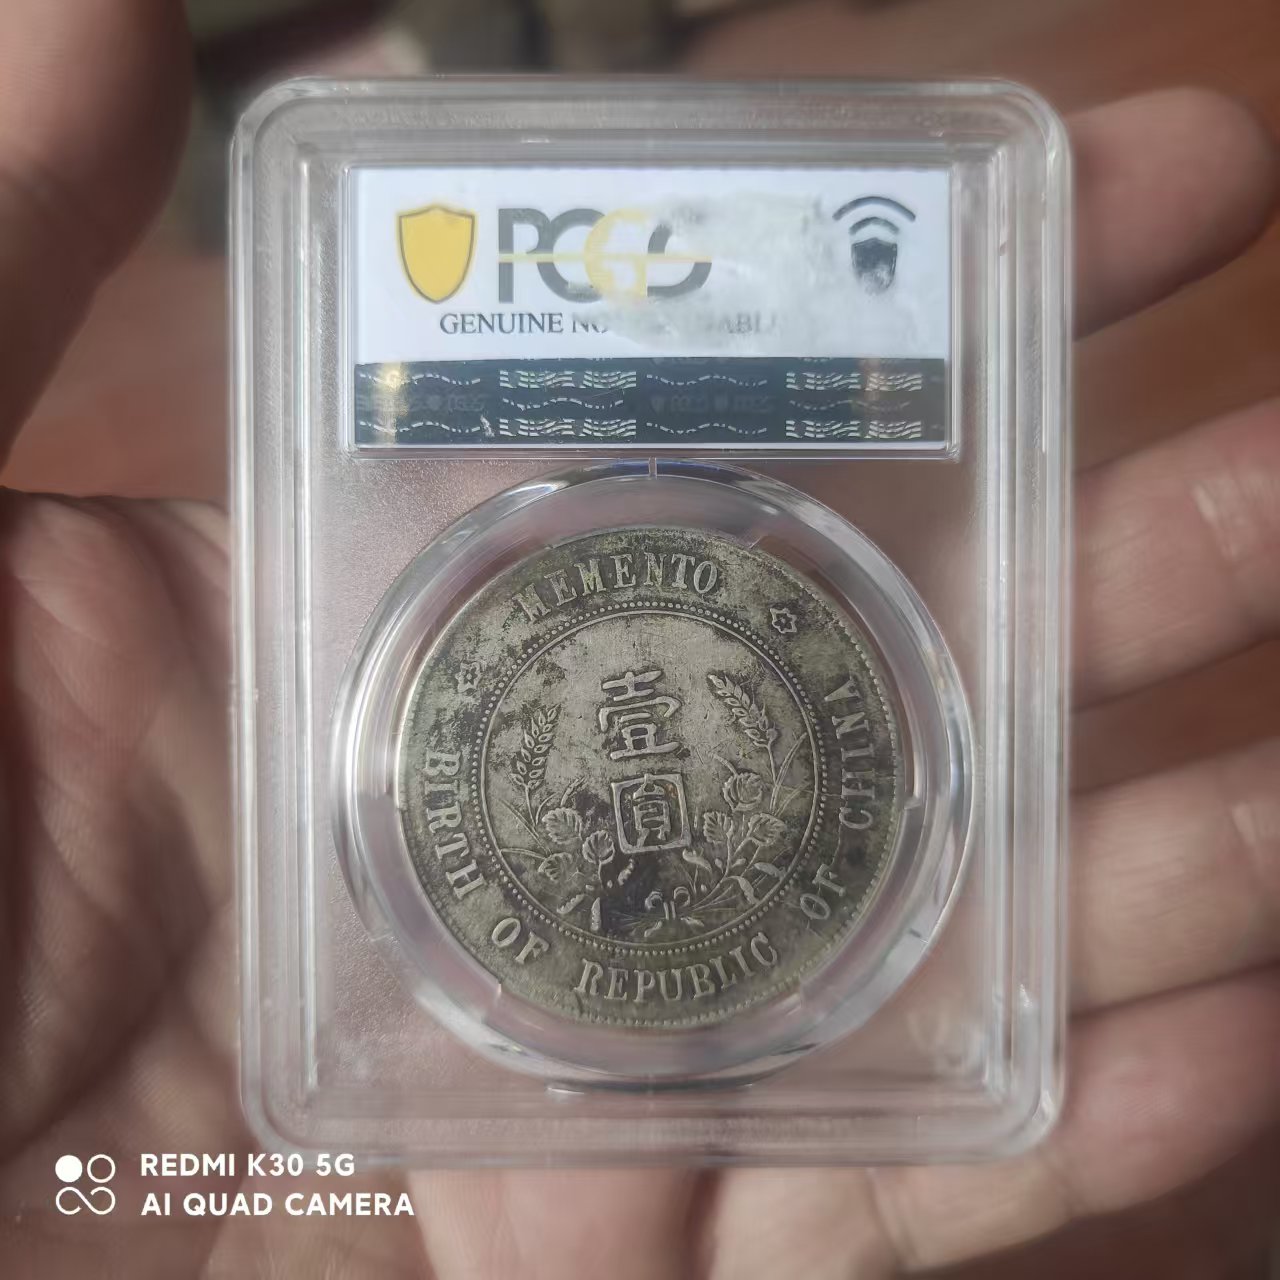 PCGS
GENUINE
MEMENTO
壹
圓
BIRTH OF REPUBLIC OF CHINA
REDMI K30 5G
AI QUAD CAMERA